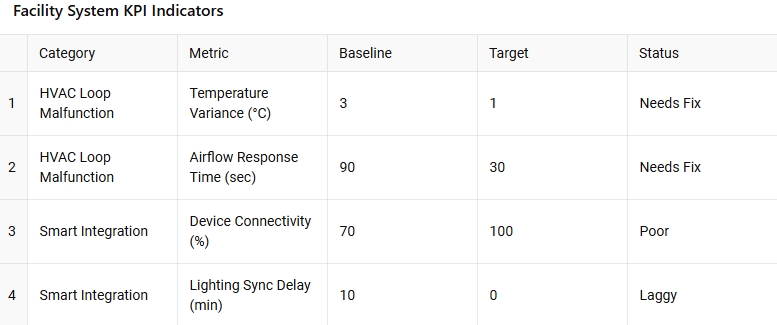 Facility System KPI Indicators
Category Metric Baseline Target Status
1 HVAC Loop Malfunction Temperature Variance (°C) 3 1 Needs Fix
2 HVAC Loop Malfunction Airflow Response Time (sec) 90 30 Needs Fix
3 Smart Integration Device Connectivity (%) 70 100 Poor
4 Smart Integration Lighting Sync Delay (min) 10 0 Laggy